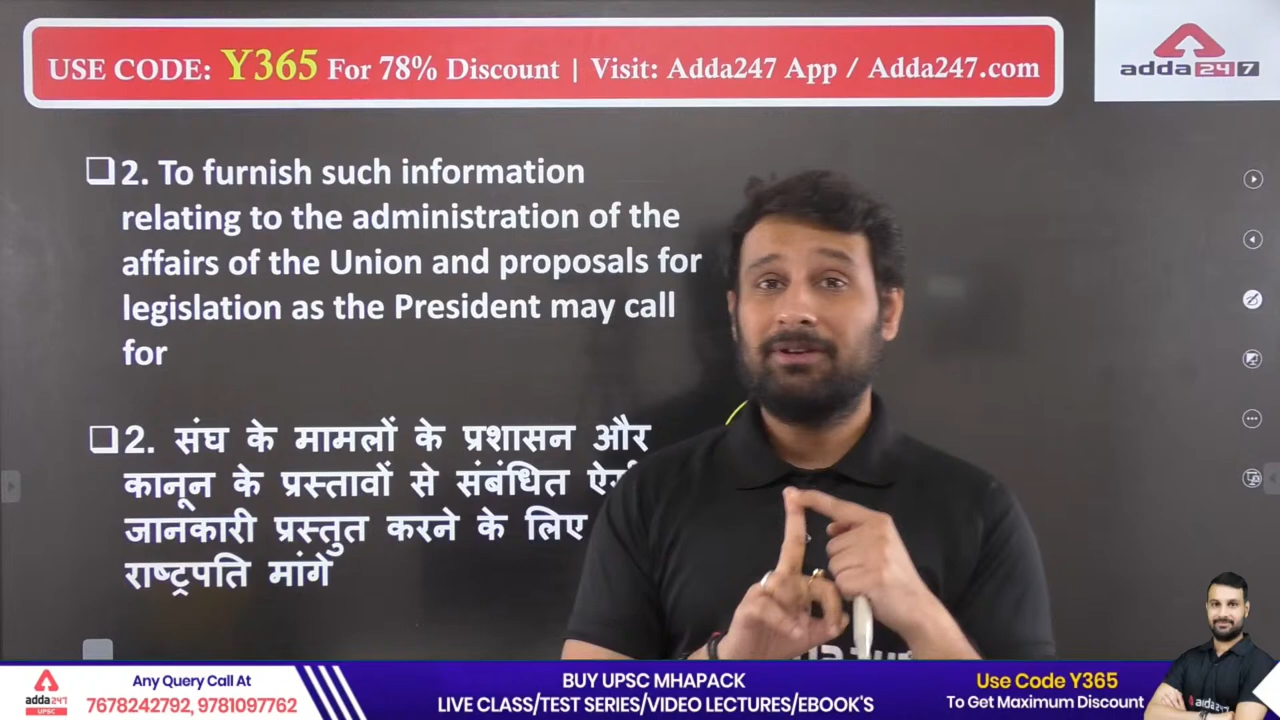 USE CODE: Y365 For 78% Discount | Visit: Adda247 App / Adda247.com
adda247
2. To furnish such information
relating to the administration of the
affairs of the Union and proposals for
legislation as the President may call
for
2. संघ के मामलों के प्रशासन और
कानून के प्रस्तावों से संबंधित
जानकारी प्रस्तुत करने के लिए
राष्ट्रपति मांगे
adda247
UPSC
Any Query Call At
7678242792, 9781097762
BUY UPSC MHAPACK
LIVE CLASS/TEST SERIES/VIDEO LECTURES/EBOOK'S
Use Code Y365
To Get Maximum Discount